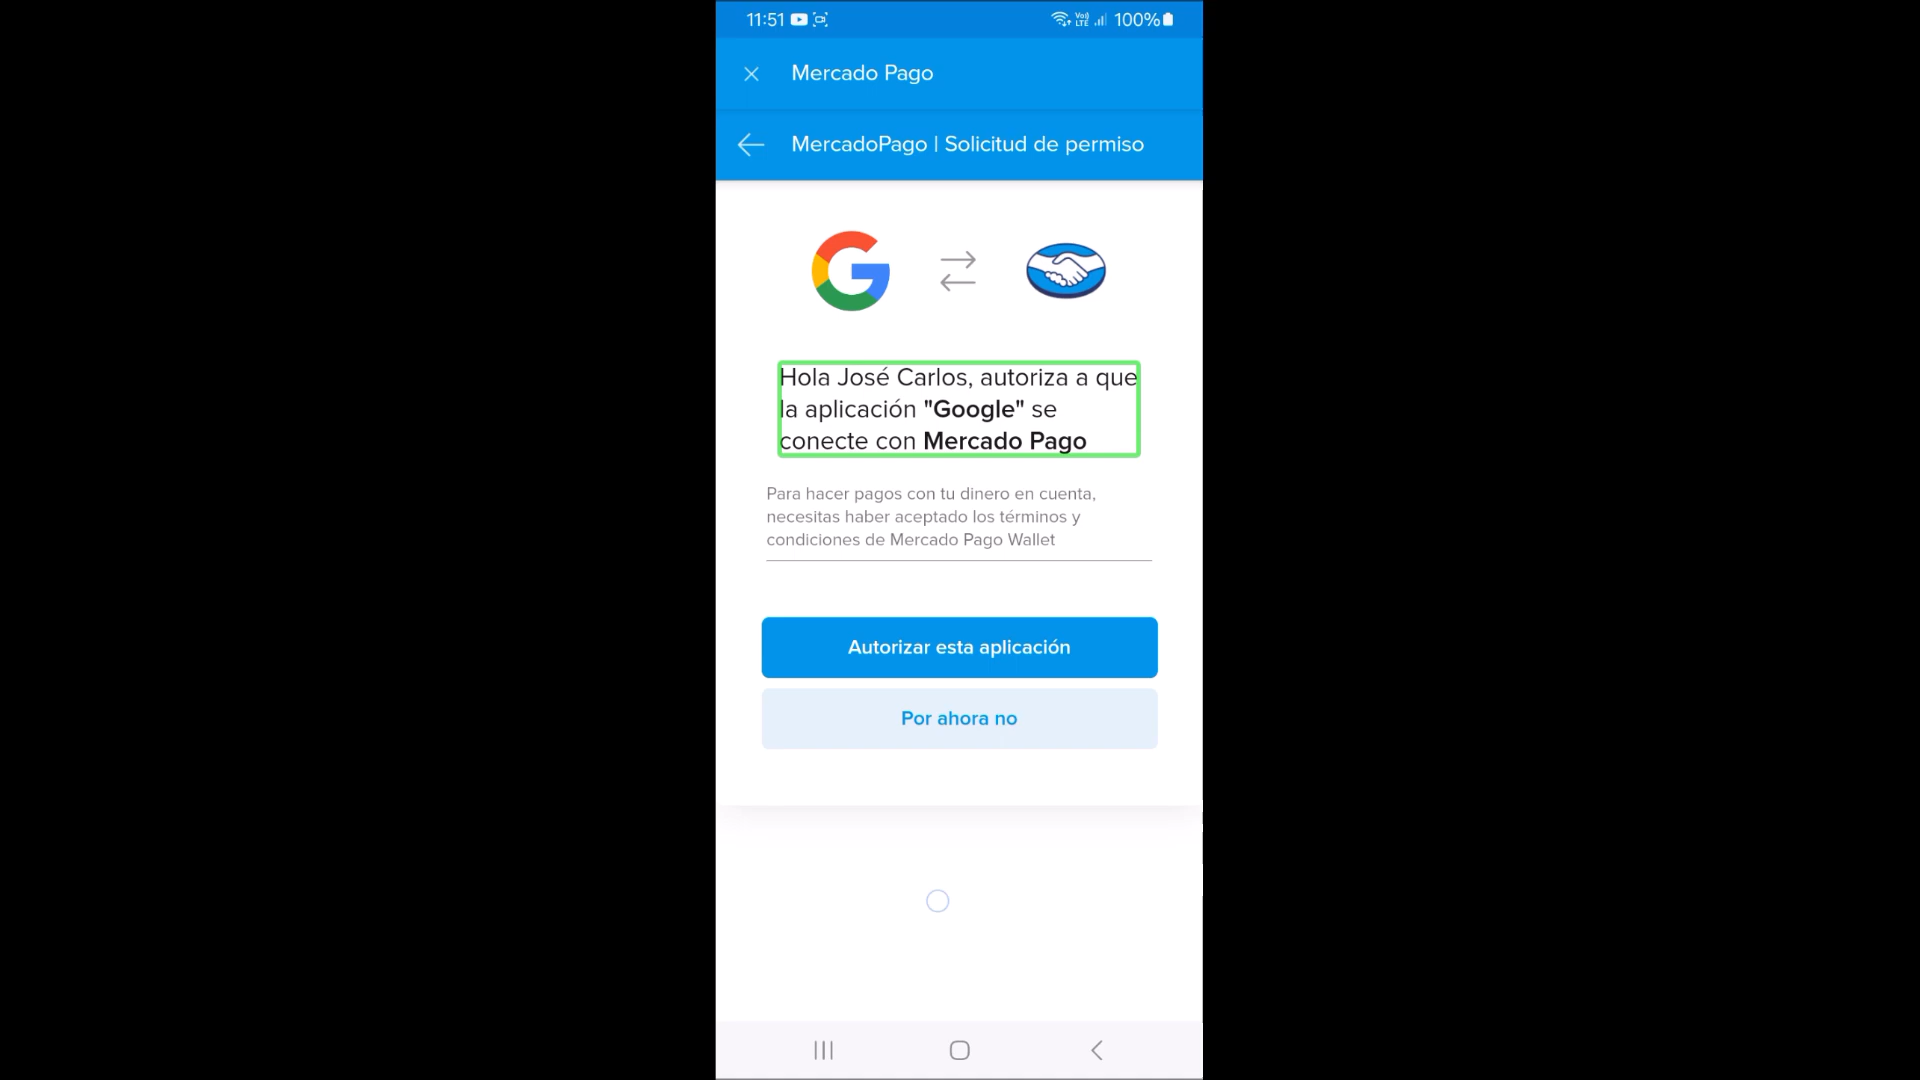 11:51
Vo)) LTE 100%
Mercado Pago
MercadoPago | Solicitud de permiso
Hola José Carlos, autoriza a que
la aplicación "Google" se
conecte con Mercado Pago
Para hacer pagos con tu dinero en cuenta,
necesitas haber aceptado los términos y
condiciones de Mercado Pago Wallet
Autorizar esta aplicación
Por ahora no